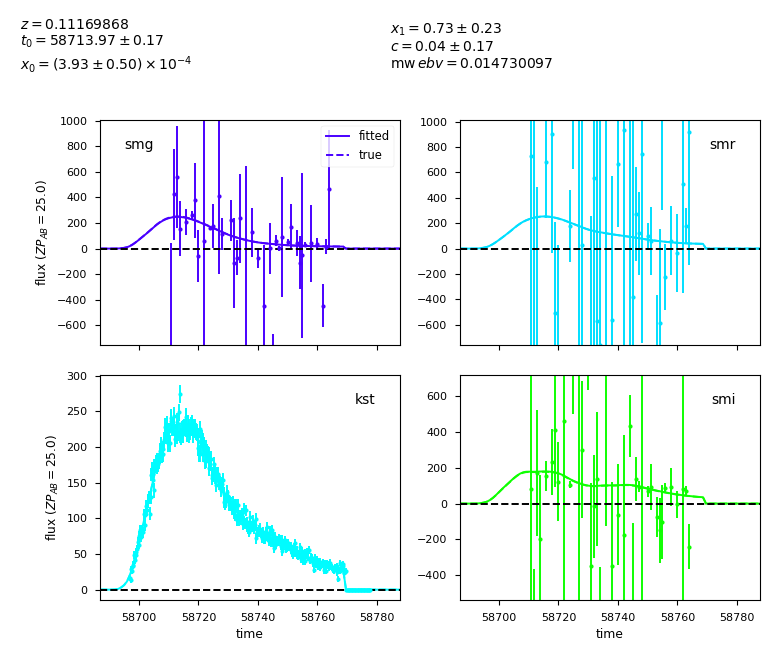 z = 0.11169868
t₀ = 58713.97 ± 0.17
x₀ = (3.93 ± 0.50) × 10⁻⁴
x₁ = 0.73 ± 0.23
c = 0.04 ± 0.17
mw ebv = 0.014730097
1000
800
600
400
200
0
−200
−400
−600
flux (ZP_AB = 25.0)
smg
fitted
true
1000
800
600
400
200
0
−200
−400
−600
smr
300
250
200
150
100
50
0
flux (ZP_AB = 25.0)
kst
58700 58720 58740 58760 58780
time
600
400
200
0
−200
−400
smi
58700 58720 58740 58760 58780
time